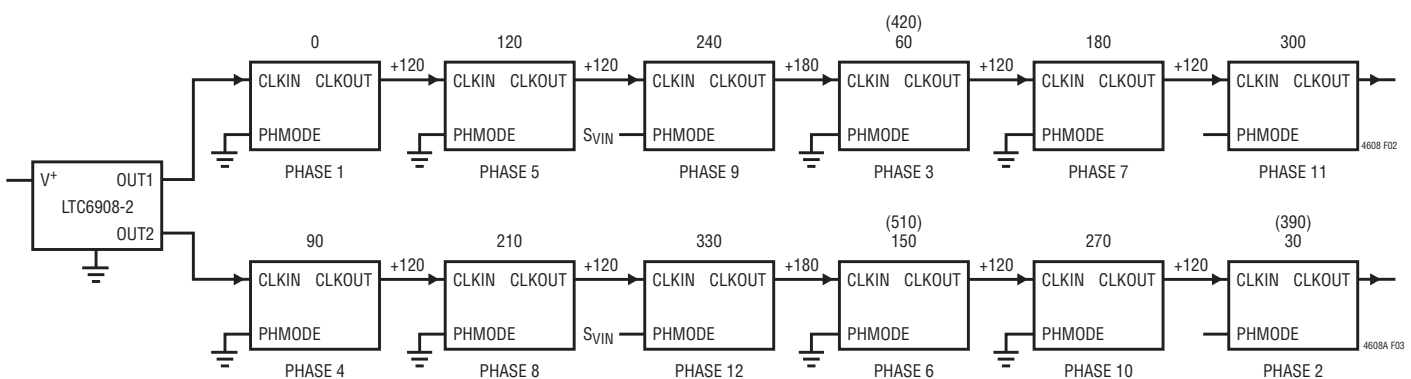 (420)
0 120 240 60 180 300
CLKIN CLKOUT +120 CLKIN CLKOUT +120 CLKIN CLKOUT +180 CLKIN CLKOUT +120 CLKIN CLKOUT +120 CLKIN CLKOUT
PHMODE PHMODE SVIN PHMODE PHMODE PHMODE PHMODE
4608 F02
PHASE 1 PHASE 5 PHASE 9 PHASE 3 PHASE 7 PHASE 11
V+ OUT1
LTC6908-2
OUT2
(510) (390)
90 210 330 150 270 30
CLKIN CLKOUT +120 CLKIN CLKOUT +120 CLKIN CLKOUT +180 CLKIN CLKOUT +120 CLKIN CLKOUT +120 CLKIN CLKOUT
PHMODE PHMODE SVIN PHMODE PHMODE PHMODE PHMODE
4608A F03
PHASE 4 PHASE 8 PHASE 12 PHASE 6 PHASE 10 PHASE 2